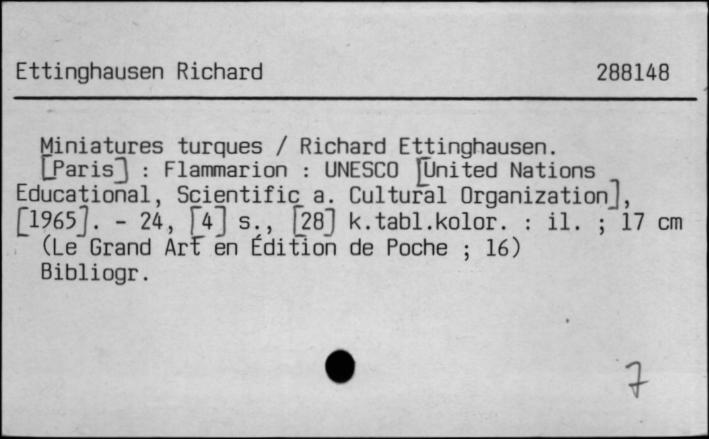 Ettinghausen Richard 288148
Miniatures turques / Richard Ettinghausen.
[Paris] : Flammarion : UNESCO [United Nations
Educational, Scientific a. Cultural Organization],
[1965]. - 24, [4] s., [28] k.tabl.kolor. : il. ; 17 cm
(Le Grand Art en Édition de Poche ; 16)
Bibliogr.
7